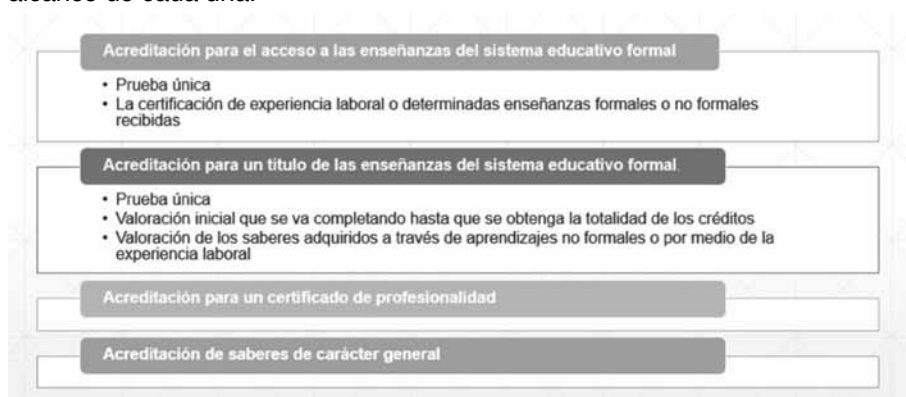 alcance de cada una.
Acreditación para el acceso a las enseñanzas del sistema educativo formal
• Prueba única
• La certificación de experiencia laboral o determinadas enseñanzas formales o no formales
recibidas
Acreditación para un título de las enseñanzas del sistema educativo formal.
• Prueba única
• Valoración inicial que se va completando hasta que se obtenga la totalidad de los créditos
• Valoración de los saberes adquiridos a través de aprendizajes no formales o por medio de la
experiencia laboral
Acreditación para un certificado de profesionalidad
Acreditación de saberes de carácter general